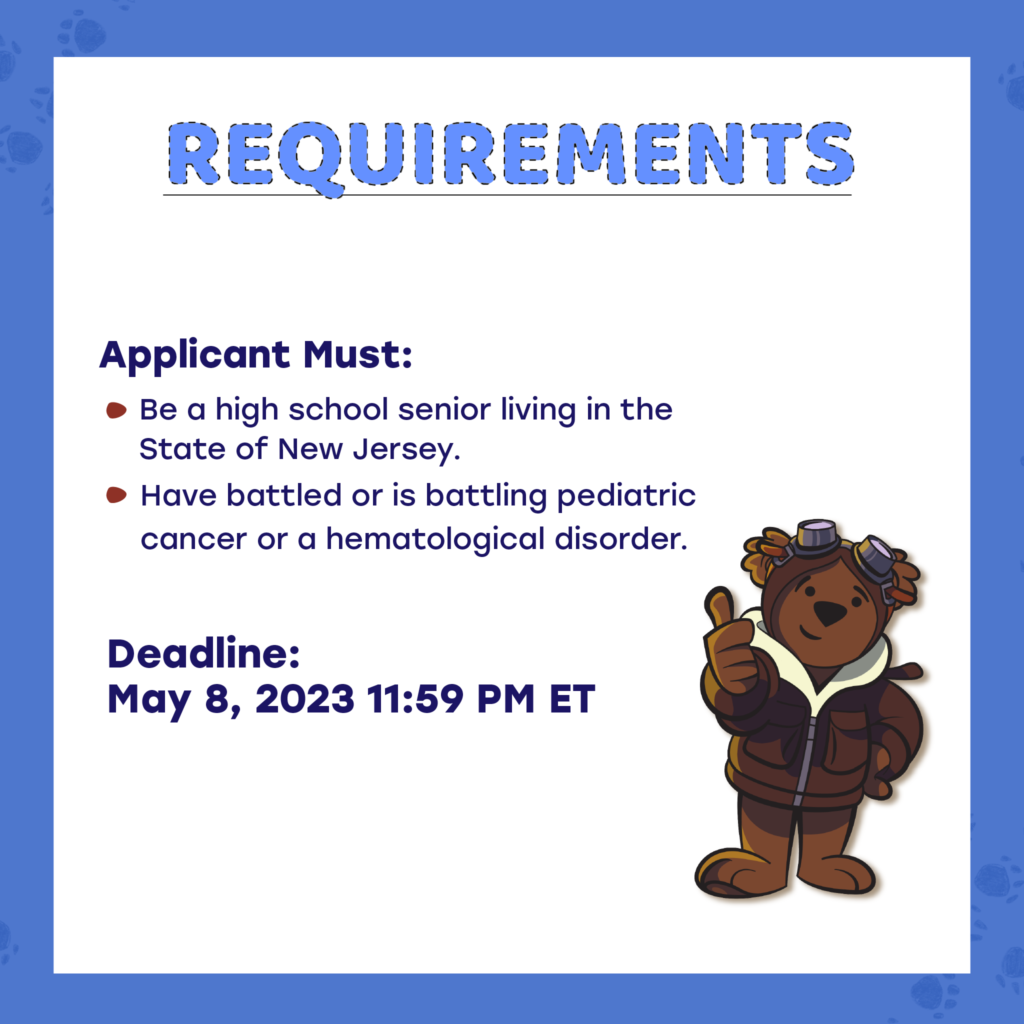 REQUIREMENTS
Applicant Must:
Be a high school senior living in the
State of New Jersey.
Have battled or is battling pediatric
cancer or a hematological disorder.
Deadline:
May 8, 2023 11:59 PM ET